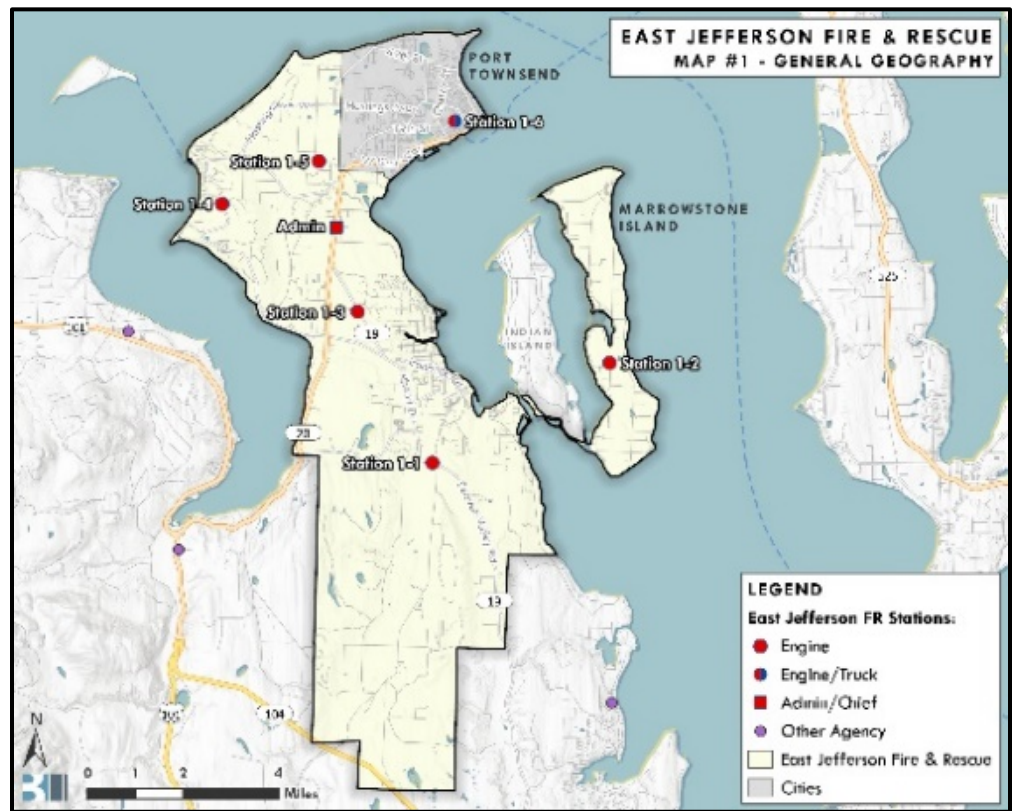 EAST JEFFERSON FIRE & RESCUE
MAP #1 - GENERAL GEOGRAPHY
PORT
TOWNSEND
Station 1-6
Station 1-5
Station 1-4
Admin
MARROWSTONE
ISLAND
525
Station 1-3
19
INDIAN
ISLAND
101
Station 1-2
20
Station 1-1
19
104
LEGEND
East Jefferson FR Stations:
Engine
Engine/Truck
Admin/Chief
Other Agency
East Jefferson Fire & Rescue
Cities
N
0 1 2 4
Miles